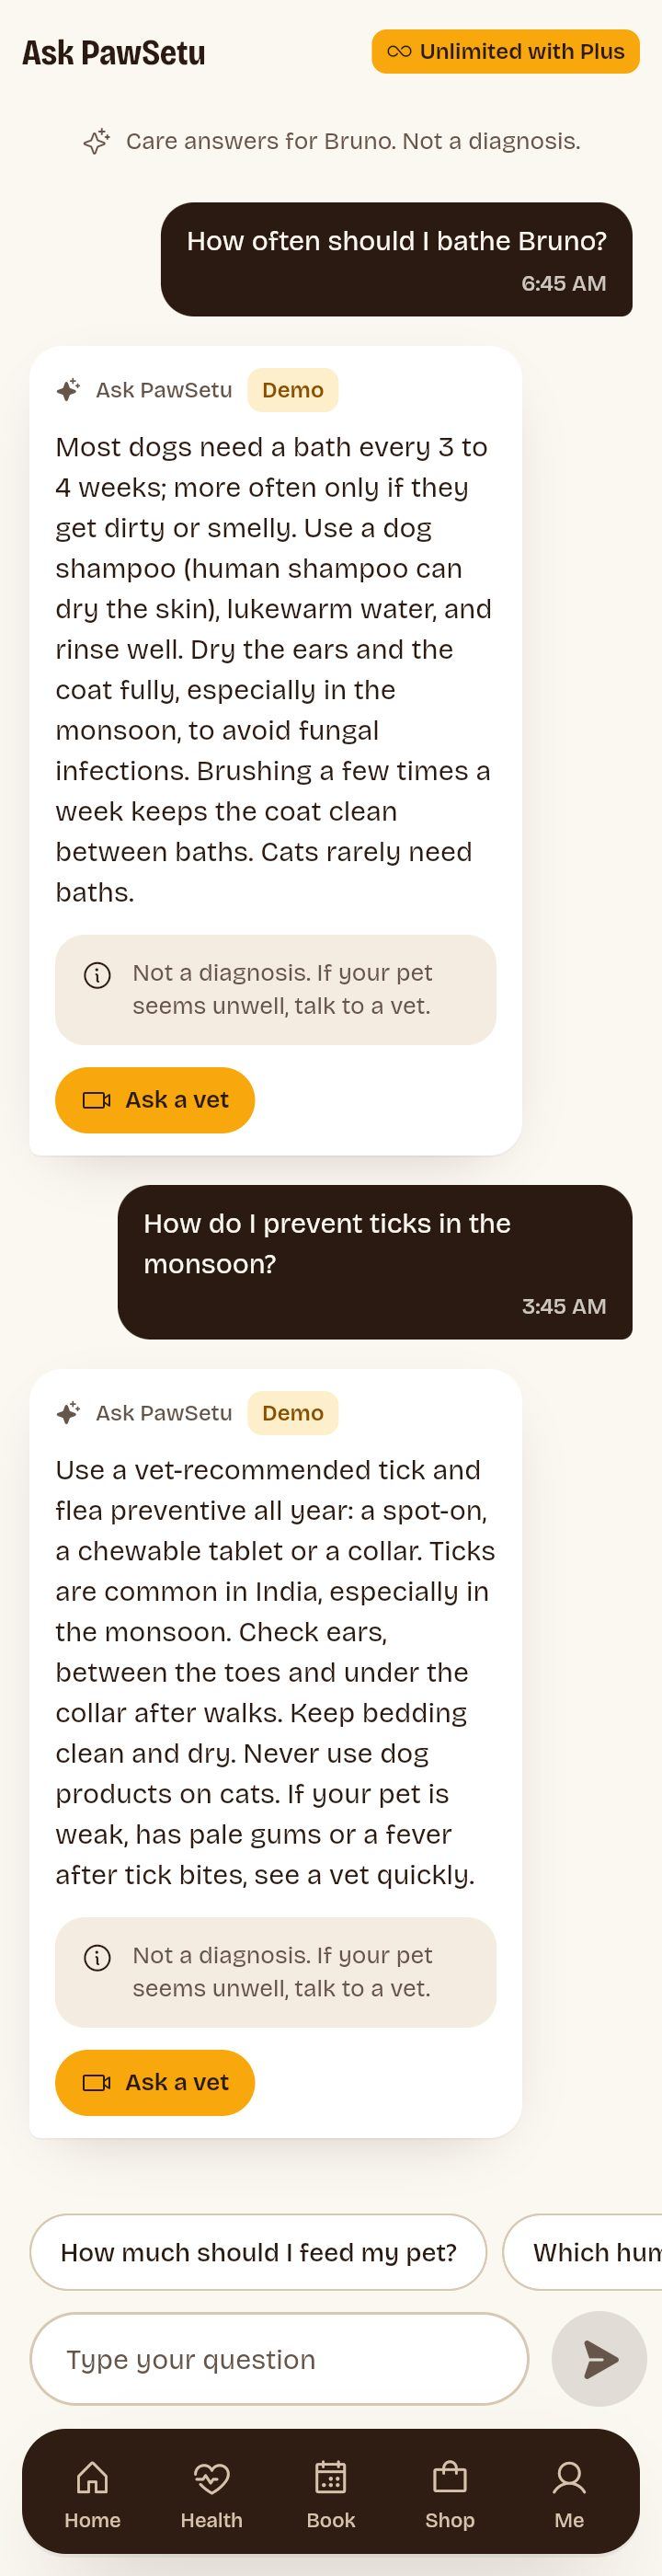 Ask PawSetu
Unlimited with Plus
Care answers for Bruno. Not a diagnosis.
How often should I bathe Bruno?
6:45 AM
Ask PawSetu
Demo
Most dogs need a bath every 3 to
4 weeks; more often only if they
get dirty or smelly. Use a dog
shampoo (human shampoo can
dry the skin), lukewarm water, and
rinse well. Dry the ears and the
coat fully, especially in the
monsoon, to avoid fungal
infections. Brushing a few times a
week keeps the coat clean
between baths. Cats rarely need
baths.
Not a diagnosis. If your pet
seems unwell, talk to a vet.
Ask a vet
How do I prevent ticks in the
monsoon?
3:45 AM
Ask PawSetu
Demo
Use a vet-recommended tick and
flea preventive all year: a spot-on,
a chewable tablet or a collar. Ticks
are common in India, especially in
the monsoon. Check ears,
between the toes and under the
collar after walks. Keep bedding
clean and dry. Never use dog
products on cats. If your pet is
weak, has pale gums or a fever
after tick bites, see a vet quickly.
Not a diagnosis. If your pet
seems unwell, talk to a vet.
Ask a vet
How much should I feed my pet?
Which
Type your question
Home
Health
Book
Shop
Me